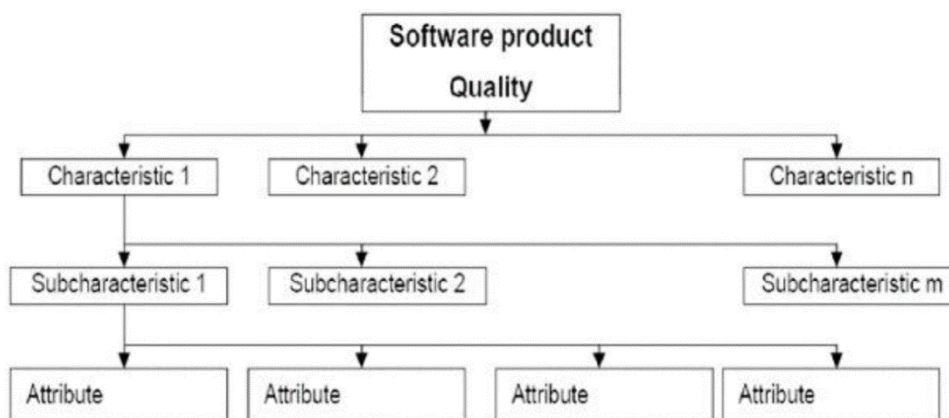 Software product
Quality
Characteristic 1
Characteristic 2
Characteristic n
Subcharacteristic 1
Subcharacteristic 2
Subcharacteristic m
Attribute
Attribute
Attribute
Attribute